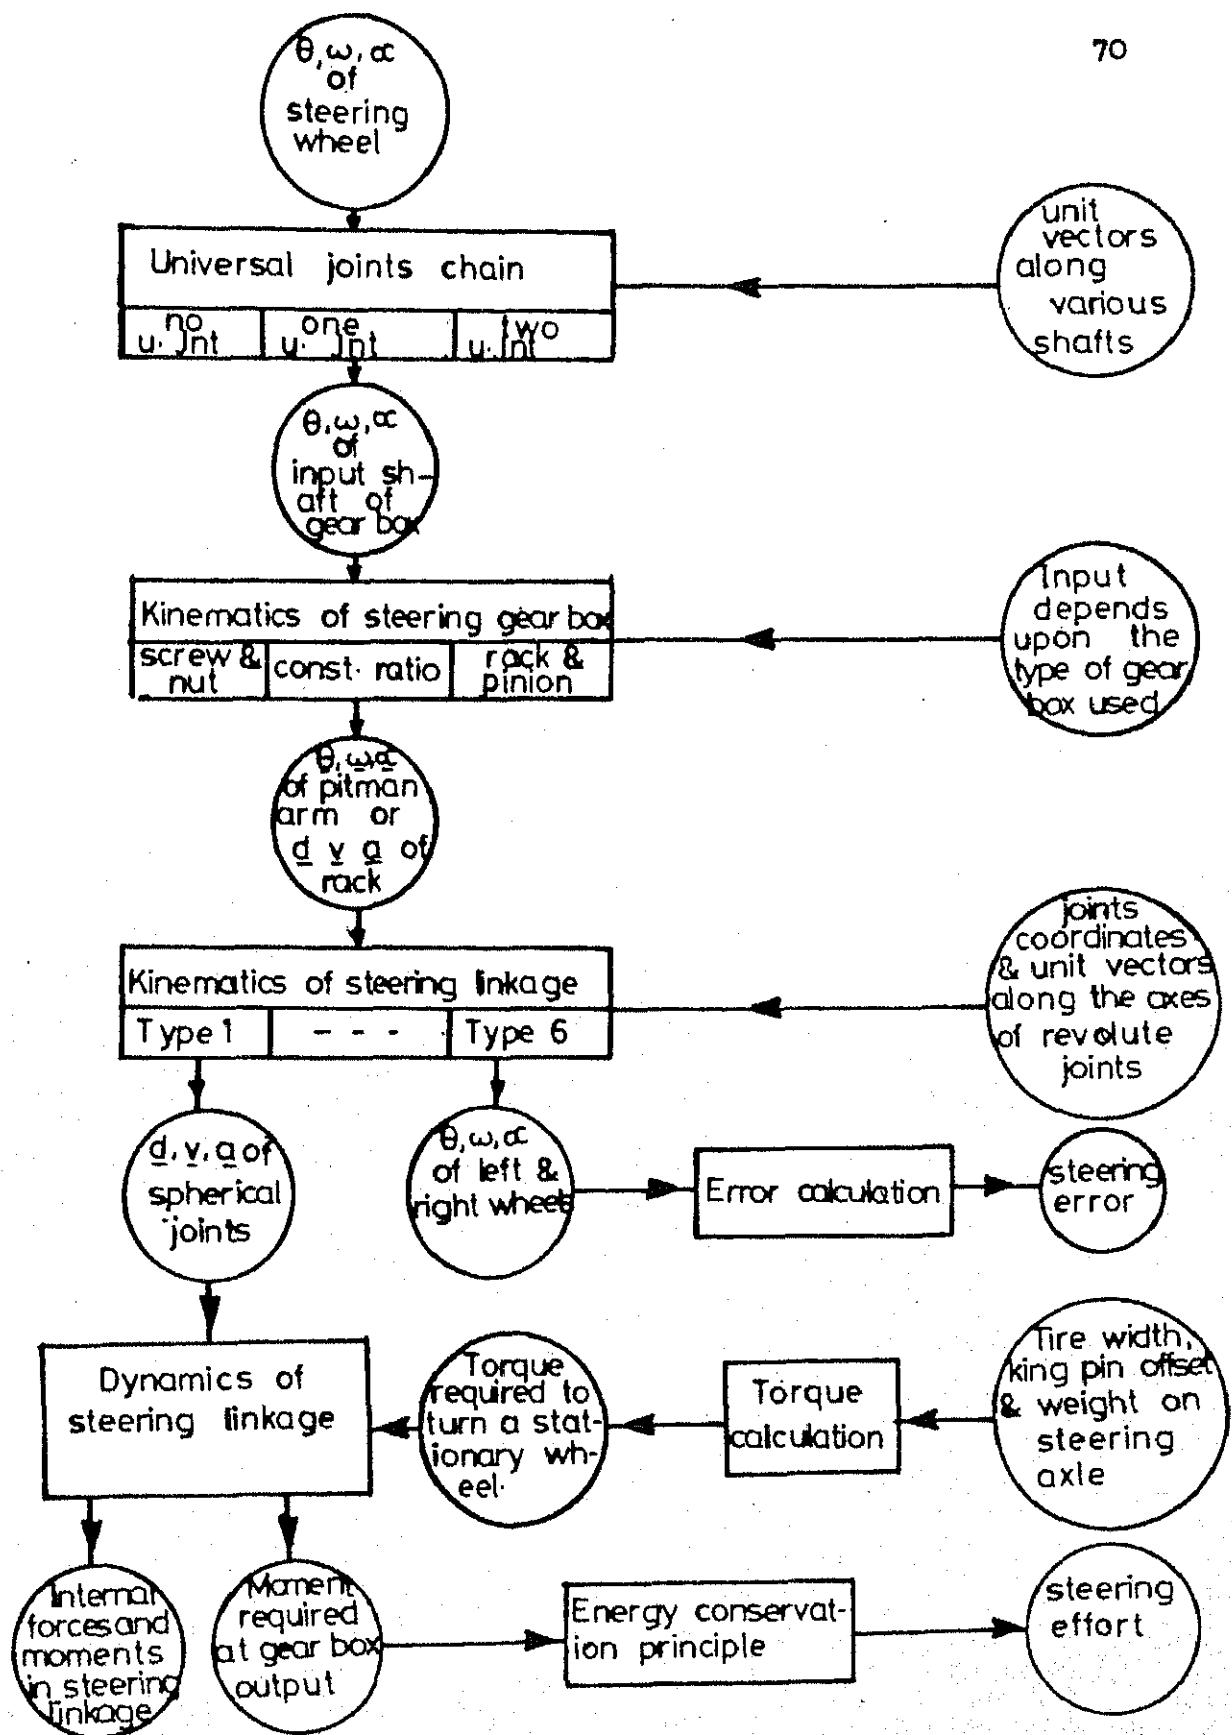 70
θ, ω, α
of
steering
wheel
unit
vectors
along
various
shafts
Universal joints chain
no
u. Jnt
one
u. Jnt
two
u. Jnt
θ, ω, α
of
input sh-
aft of
gear box
Input
depends
upon the
type of gear
box used
Kinematics of steering gear box
screw &
nut
const. ratio
rack &
pinion
θ, ω, α
of pitman
arm or
d v a of
rack
joints
coordinates
& unit vectors
along the axes
of revolute
joints
Kinematics of steering linkage
Type 1
- - -
Type 6
d, v, a of
spherical
joints
θ, ω, α
of left &
right wheels
Error calculation
steering
error
Dynamics of
steering linkage
Torque
required to
turn a stat-
ionary wh-
eel.
Torque
calculation
Tire width,
king pin offset
& weight on
steering
axle
Internal
forces and
moments
in steering
linkage
Moment
required
at gear box
output
Energy conservat-
ion principle
steering
effort